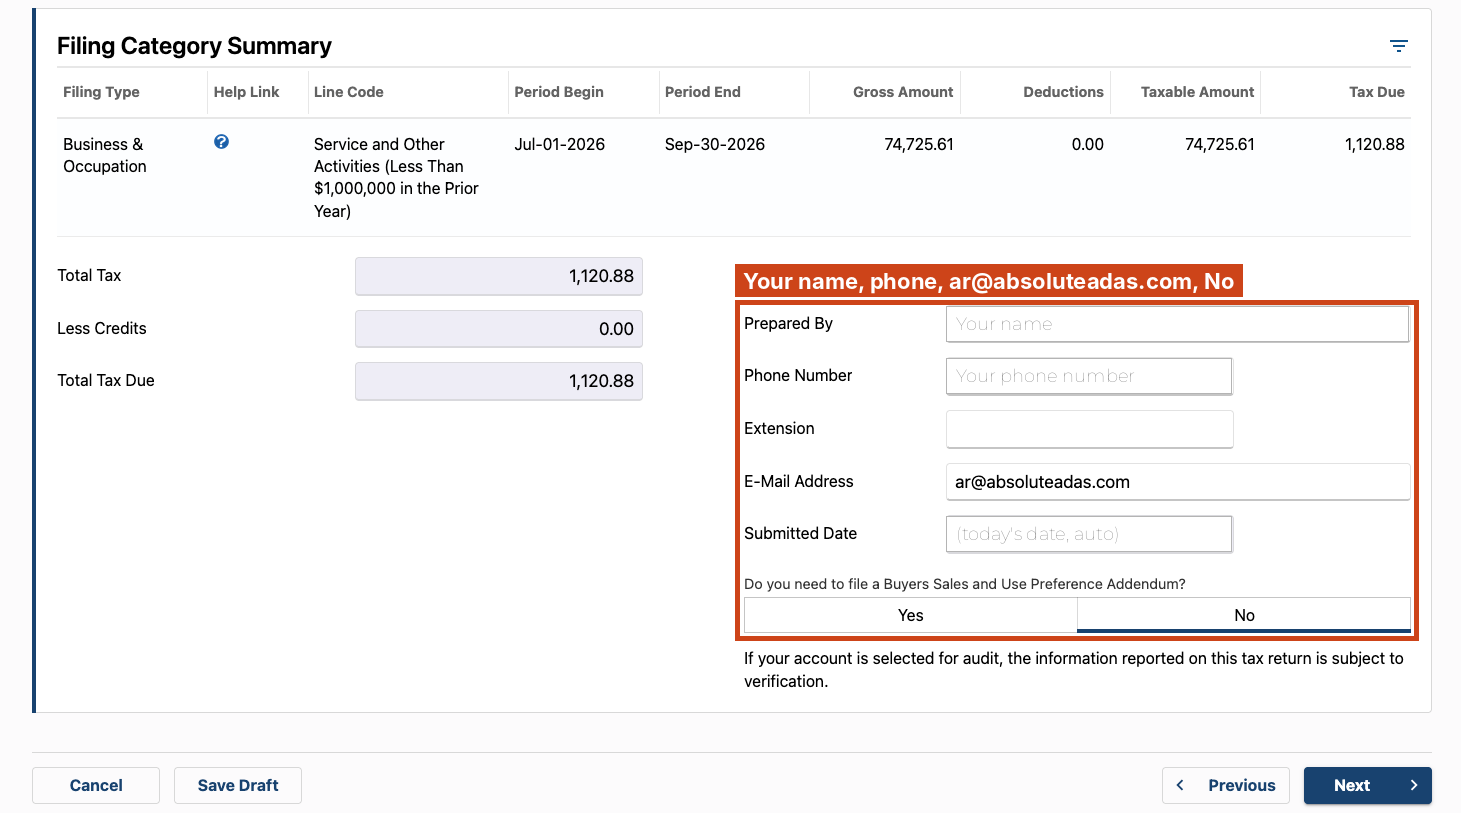 Filing Category Summary
Filing Type Help Link Line Code Period Begin Period End Gross Amount Deductions Taxable Amount Tax Due
Business & Service and Other Jul-01-2026 Sep-30-2026 74,725.61 0.00 74,725.61 1,120.88
Occupation Activities (Less Than
$1,000,000 in the Prior
Year)
Total Tax 1,120.88
Less Credits 0.00
Total Tax Due 1,120.88
Your name, phone, ar@absoluteadas.com, No
Prepared By Your name
Phone Number Your phone number
Extension
E-Mail Address ar@absoluteadas.com
Submitted Date (today's date, auto)
Do you need to file a Buyers Sales and Use Preference Addendum?
Yes No
If your account is selected for audit, the information reported on this tax return is subject to
verification.
Cancel Save Draft Previous Next